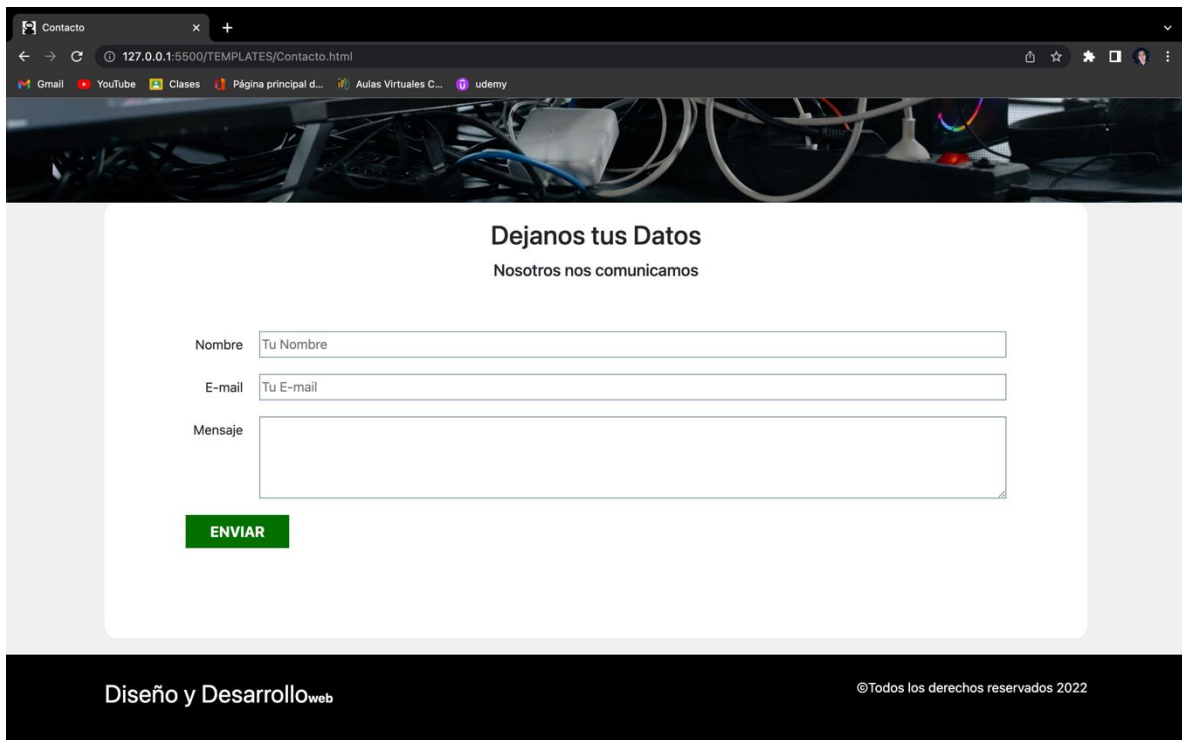 Contacto
127.0.0.1:5500/TEMPLATES/Contacto.html
Gmail YouTube Clases Página principal d... Aulas Virtuales C... udemy
Dejanos tus Datos
Nosotros nos comunicamos
Nombre Tu Nombre
E-mail Tu E-mail
Mensaje
ENVIAR
Diseño y Desarrolloweb ©Todos los derechos reservados 2022